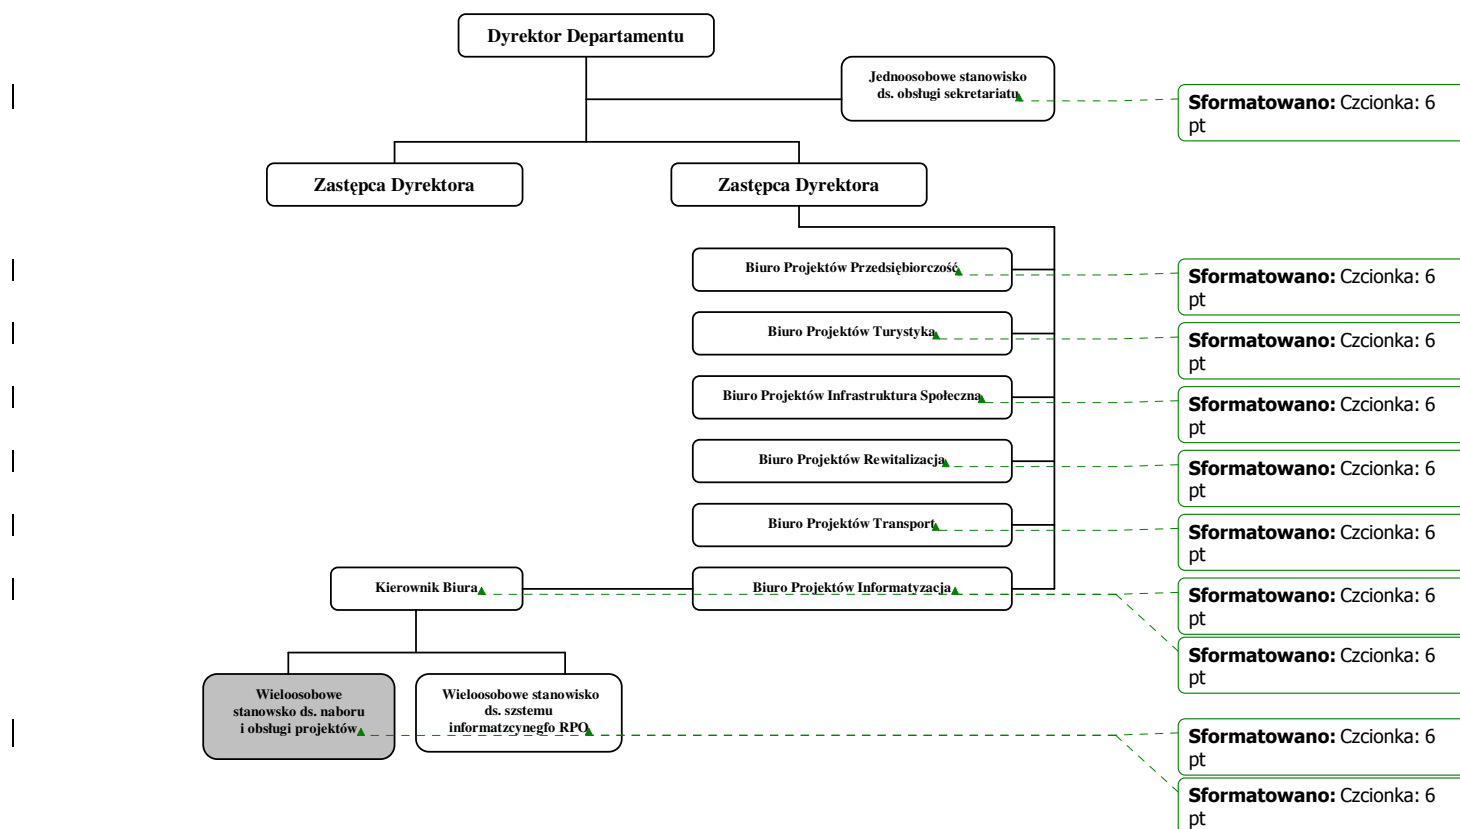 Dyrektor Departamentu
Jednoosobowe stanowisko
ds. obsługi sekretariatu
Sformatowano: Czcionka: 6
pt
Zastępca Dyrektora
Zastępca Dyrektora
Biuro Projektów Przedsiębiorczość
Sformatowano: Czcionka: 6
pt
Biuro Projektów Turystyka
Sformatowano: Czcionka: 6
pt
Biuro Projektów Infrastruktura Społeczna
Sformatowano: Czcionka: 6
pt
Biuro Projektów Rewitalizacja
Sformatowano: Czcionka: 6
pt
Biuro Projektów Transport
Sformatowano: Czcionka: 6
pt
Kierownik Biura
Biuro Projektów Informatyzacja
Sformatowano: Czcionka: 6
pt
Sformatowano: Czcionka: 6
pt
Wieloosobowe
stanowsko ds. naboru
i obsługi projektów
Wieloosobowe stanowisko
ds. szstemu
informatzcynegfo RPO
Sformatowano: Czcionka: 6
pt
Sformatowano: Czcionka: 6
pt